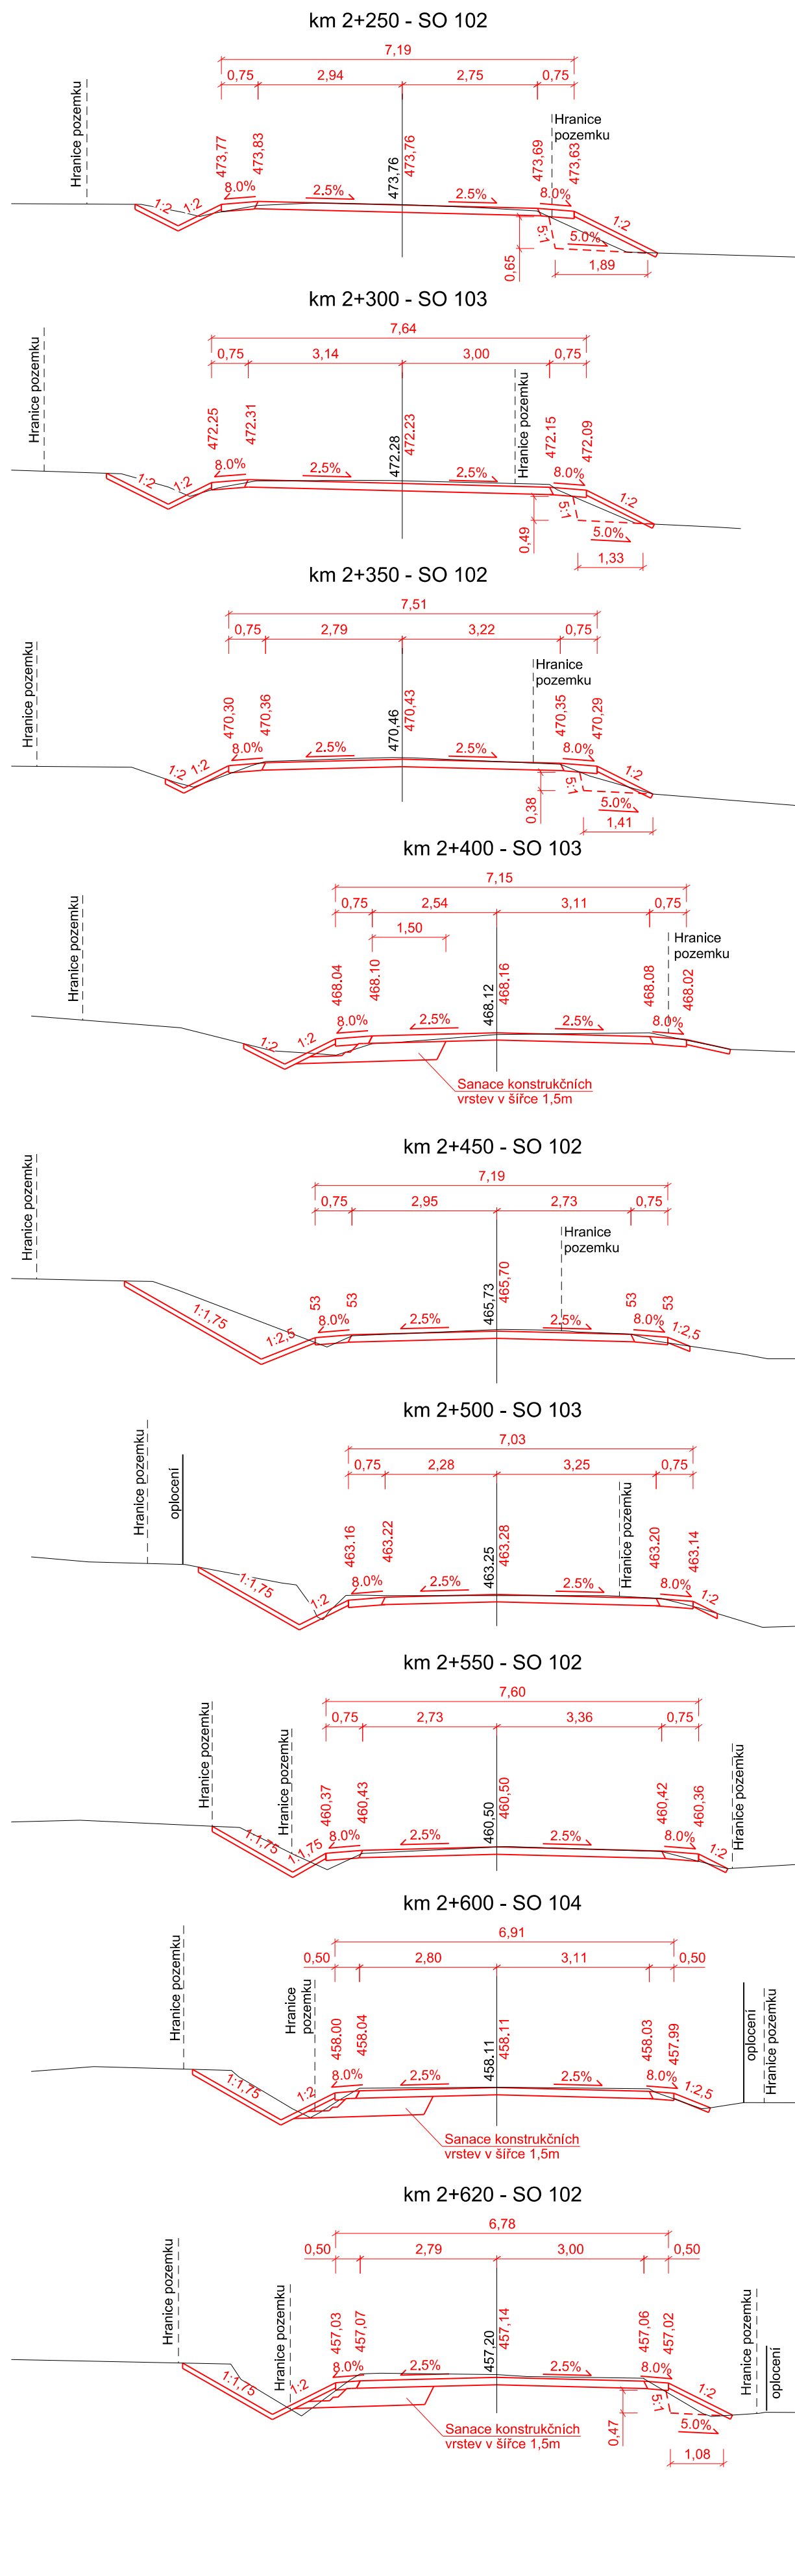 km 2+250 - SO 102
7,19
0,75 2,94 2,75 0,75
Hranice pozemku
Hranice
pozemku
473,77
473,83
473,76
473,76
473,69
473,63
1:2 1:2 8.0% 2.5% 2.5% 8.0% 1:2
5:1 5.0%
0,65
1,89
km 2+300 - SO 103
7,64
0,75 3,14 3,00 0,75
Hranice pozemku
472.25
472.31
472.28
472.23
Hranice pozemku
472.15
472.09
1:2 1:2 8.0% 2.5% 2.5% 8.0% 1:2
5:1 5.0%
0,49
1,33
km 2+350 - SO 102
7,51
0,75 2,79 3,22 0,75
Hranice pozemku
Hranice
pozemku
470,30
470,36
470,46
470,43
470,35
470,29
1:2 1:2 8.0% 2.5% 2.5% 8.0% 1:2
5:1 5.0%
0,38
1,41
km 2+400 - SO 103
7,15
0,75 2,54 3,11 0,75
1,50
Hranice pozemku
Hranice
pozemku
468.04
468.10
468.12
468.16
468.08
468.02
1:2 1:2 8.0% 2.5% 2.5% 8.0%
Sanace konstrukčních
vrstev v šířce 1,5m
km 2+450 - SO 102
7,19
0,75 2,95 2,73 0,75
Hranice pozemku
Hranice
pozemku
53
53
465,73
465,70
53
53
1:1,75 1:2,5 8.0% 2.5% 2.5% 8.0% 1:2,5
km 2+500 - SO 103
7,03
0,75 2,28 3,25 0,75
Hranice pozemku
oplocení
463.16
463.22
463.25
463.28
Hranice pozemku
463.20
463.14
1:1,75 1:2 8.0% 2.5% 2.5% 8.0% 1:2
km 2+550 - SO 102
7,60
0,75 2,73 3,36 0,75
Hranice pozemku
Hranice pozemku
460,37
460,43
460,50
460,50
460,42
460,36
Hranice pozemku
1:1,75 1:1,75 8.0% 2.5% 2.5% 8.0% 1:2
km 2+600 - SO 104
6,91
0,50 2,80 3,11 0,50
Hranice pozemku
Hranice
pozemku
458.00
458.04
458.11
458.11
458.03
457.99
oplocení
Hranice pozemku
1:1,75 1:2 8.0% 2.5% 2.5% 8.0% 1:2,5
Sanace konstrukčních
vrstev v šířce 1,5m
km 2+620 - SO 102
6,78
0,50 2,79 3,00 0,50
Hranice pozemku
Hranice pozemku
457,03
457,07
457,20
457,14
457,06
457,02
Hranice pozemku
oplocení
1:1,75 1:2 8.0% 2.5% 2.5% 8.0% 1:2
5:1 5.0%
Sanace konstrukčních
vrstev v šířce 1,5m
0,47
1,08